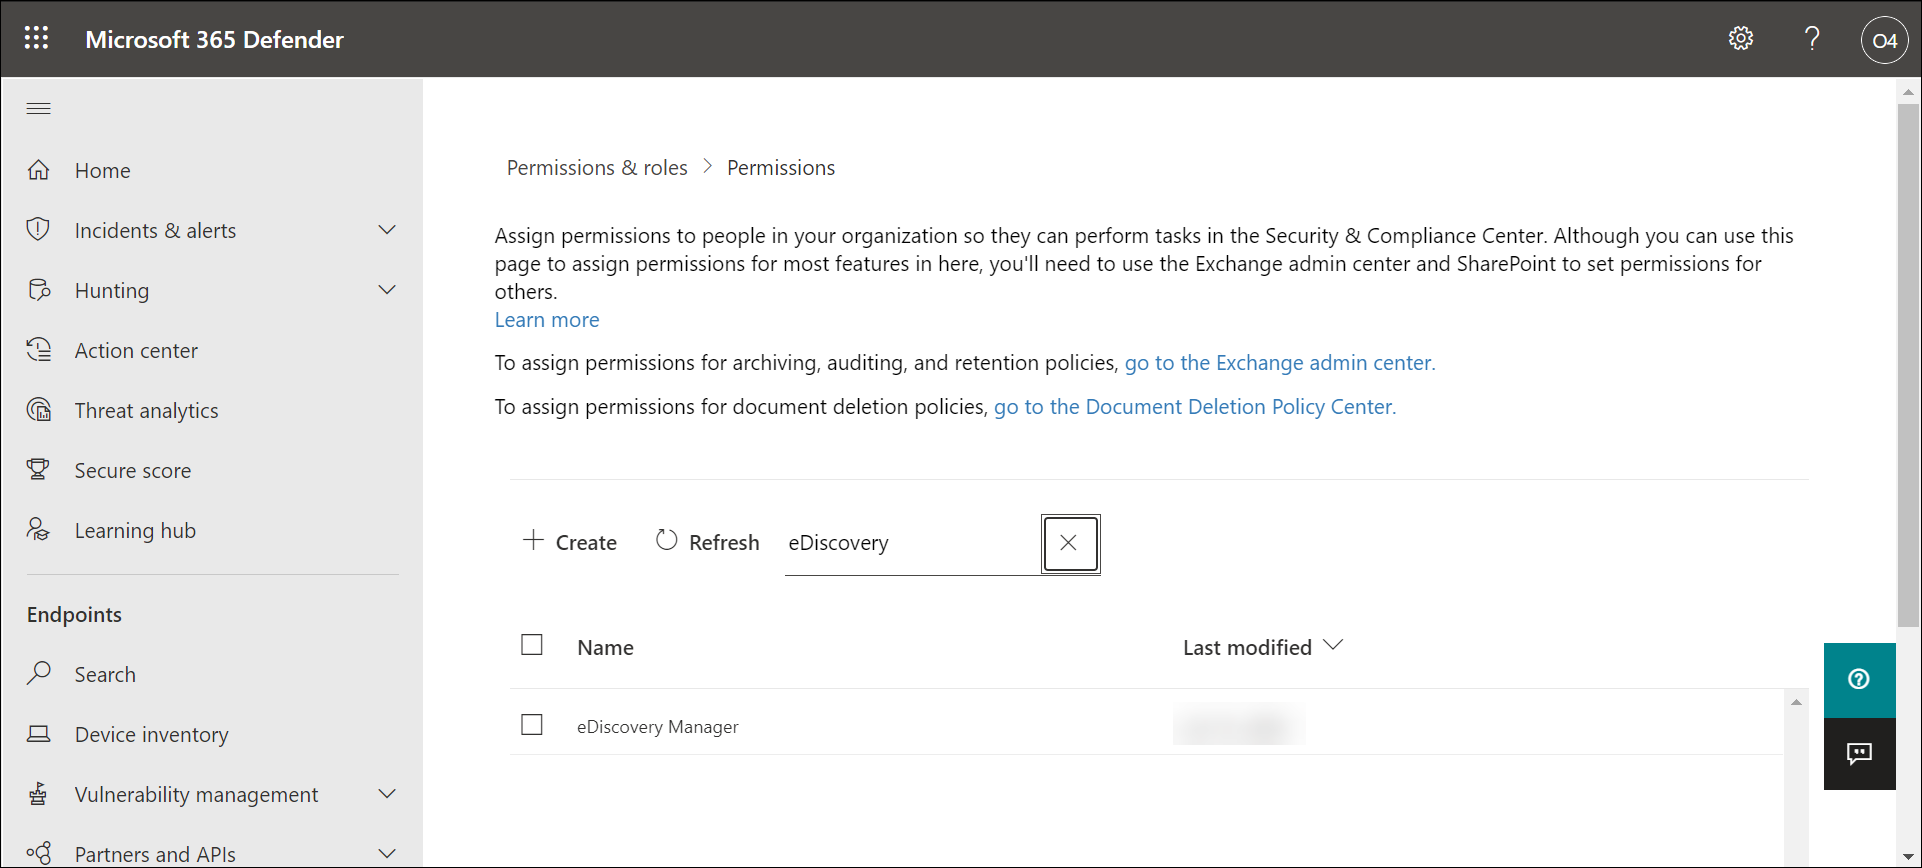 Microsoft 365 Defender
O4
Home
Incidents & alerts
Hunting
Action center
Threat analytics
Secure score
Learning hub
Endpoints
Search
Device inventory
Vulnerability management
Partners and APIs
Permissions & roles > Permissions
Assign permissions to people in your organization so they can perform tasks in the Security & Compliance Center. Although you can use this
page to assign permissions for most features in here, you'll need to use the Exchange admin center and SharePoint to set permissions for
others.
Learn more
To assign permissions for archiving, auditing, and retention policies, go to the Exchange admin center.
To assign permissions for document deletion policies, go to the Document Deletion Policy Center.
Create Refresh eDiscovery
Name Last modified
eDiscovery Manager